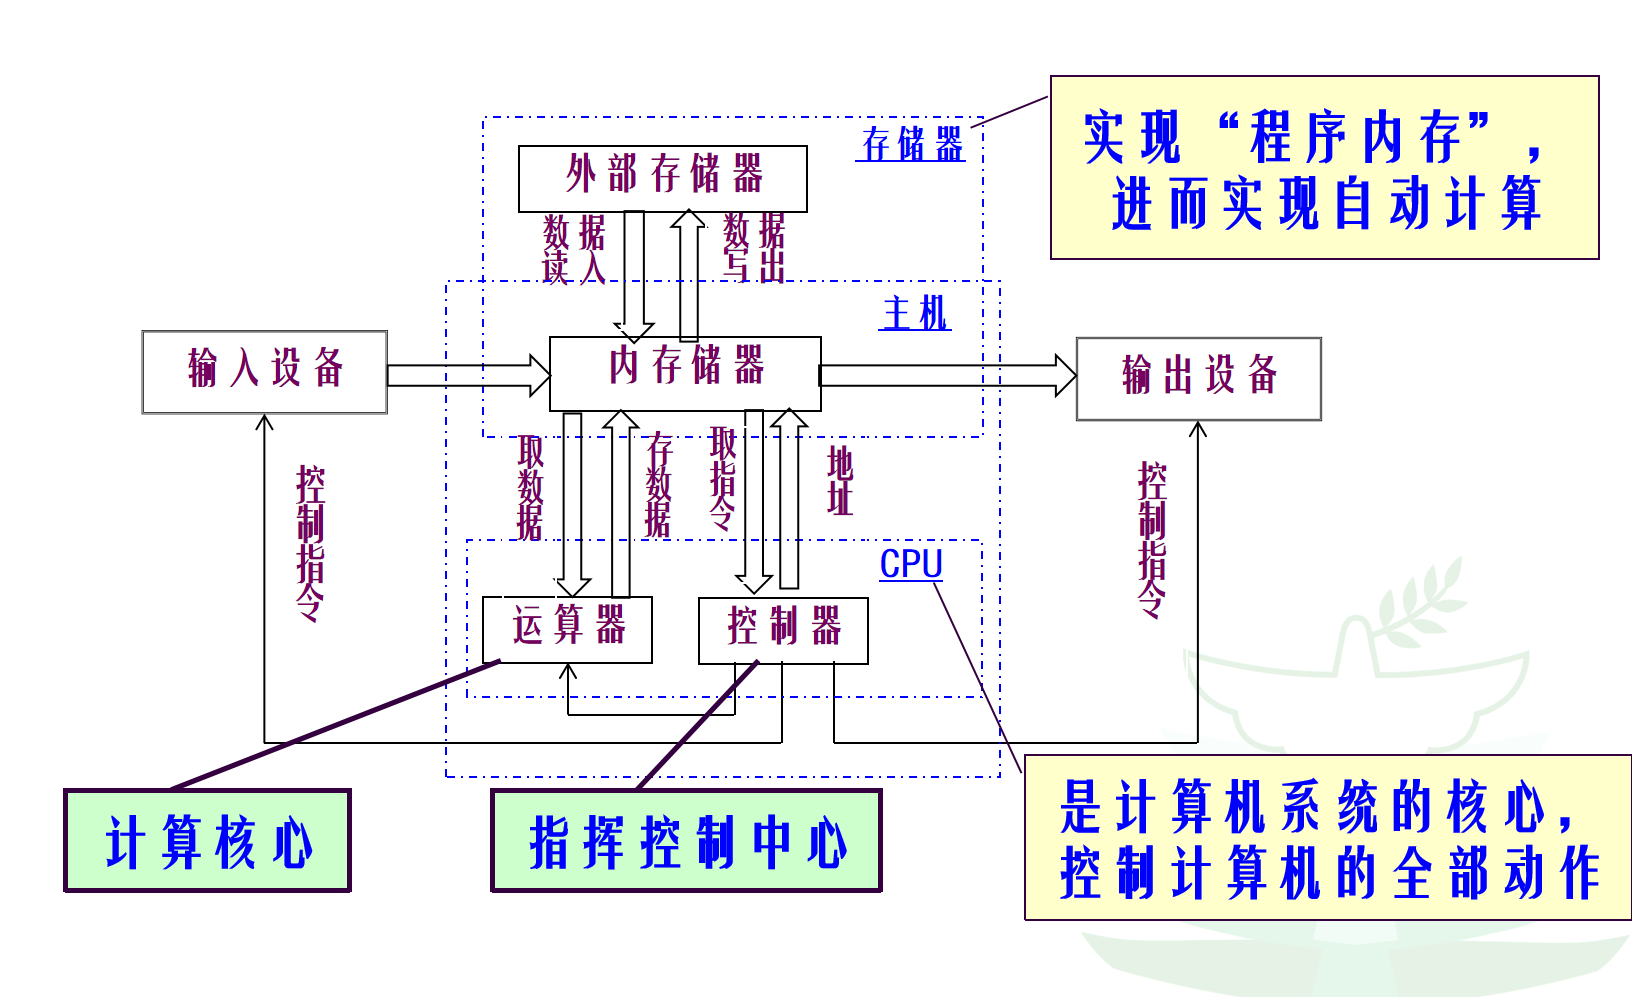 实现“程序内存”，
进而实现自动计算
存储器
外部存储器
数据
读入
数据
写出
主机
输入设备
内存储器
输出设备
取数据
存数据
取指令
地址
控制指令
控制指令
CPU
运算器
控制器
计算核心
指挥控制中心
是计算机系统的核心，
控制计算机的全部动作